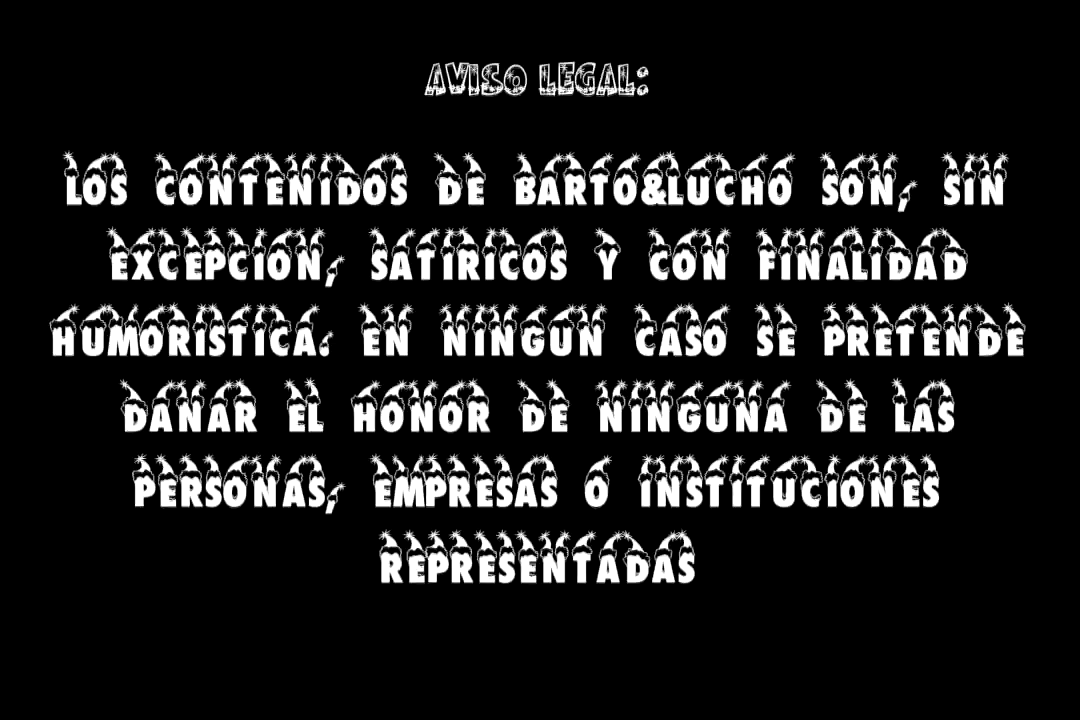 AVISO LEGAL:
LOS CONTENIDOS DE BARTO&LUCHO SON, SIN
EXCEPCION, SATIRICOS Y CON FINALIDAD
HUMORISTICA. EN NINGUN CASO SE PRETENDE
DANAR EL HONOR DE NINGUNA DE LAS
PERSONAS, EMPRESAS O INSTITUCIONES
REPRESENTADAS